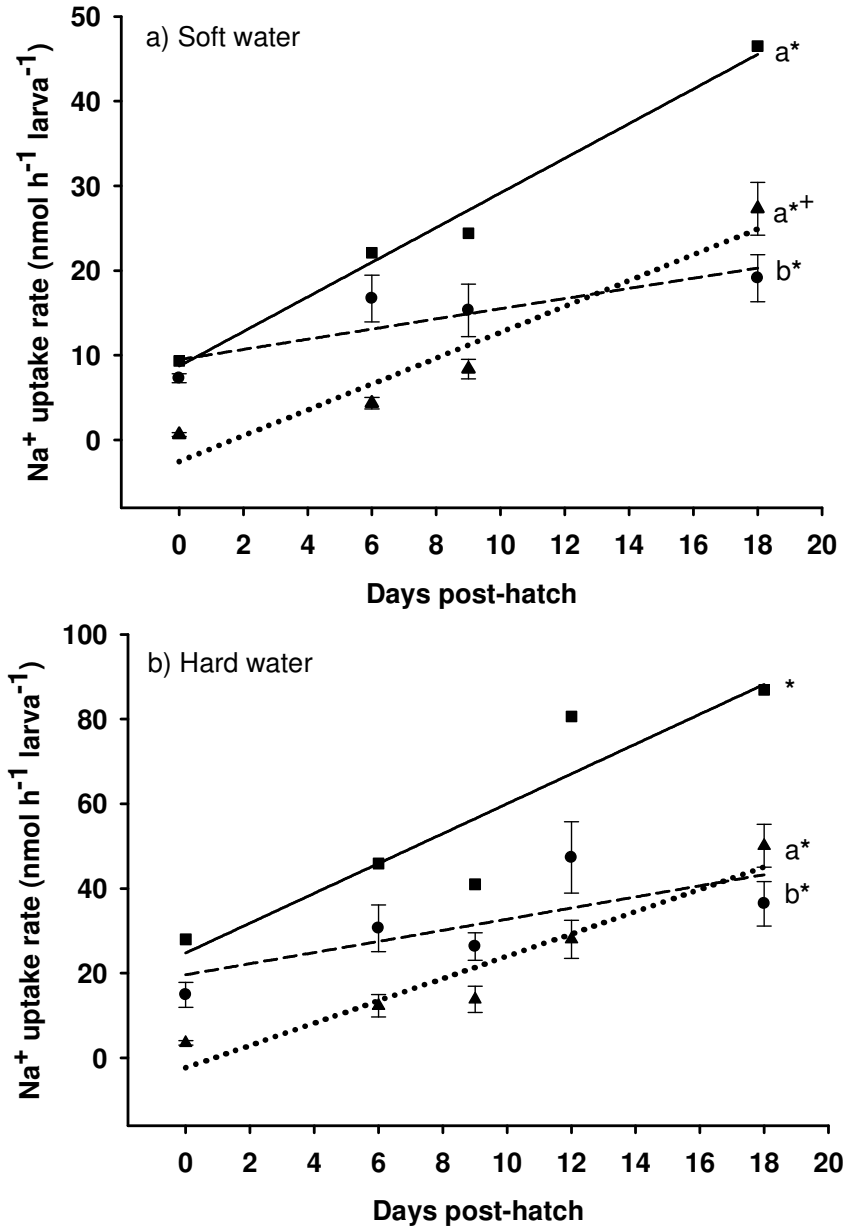 a) Soft water
Na⁺ uptake rate (nmol h⁻¹ larva⁻¹)
50
40
30
20
10
0
a*
a*⁺
b*
0 2 4 6 8 10 12 14 16 18 20
Days post-hatch
b) Hard water
Na⁺ uptake rate (nmol h⁻¹ larva⁻¹)
100
80
60
40
20
0
*
a*
b*
0 2 4 6 8 10 12 14 16 18 20
Days post-hatch